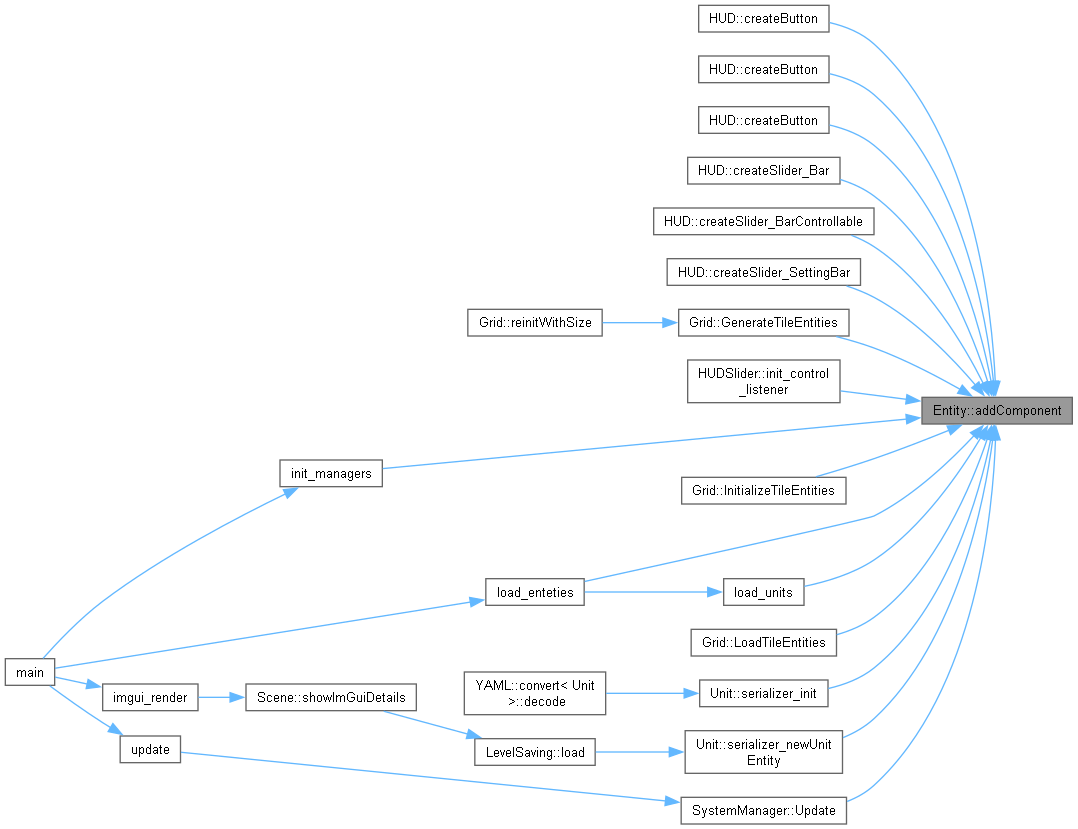 HUD::createButton
HUD::createButton
HUD::createButton
HUD::createSlider_Bar
HUD::createSlider_BarControllable
HUD::createSlider_SettingBar
Grid::reinitWithSize
Grid::GenerateTileEntities
HUDSlider::init_control
_listener
Entity::addComponent
init_managers
Grid::InitializeTileEntities
load_enteties
load_units
Grid::LoadTileEntities
main
imgui_render
Scene::showImGuiDetails
YAML::convert< Unit
>::decode
Unit::serializer_init
update
LevelSaving::load
Unit::serializer_newUnit
Entity
SystemManager::Update